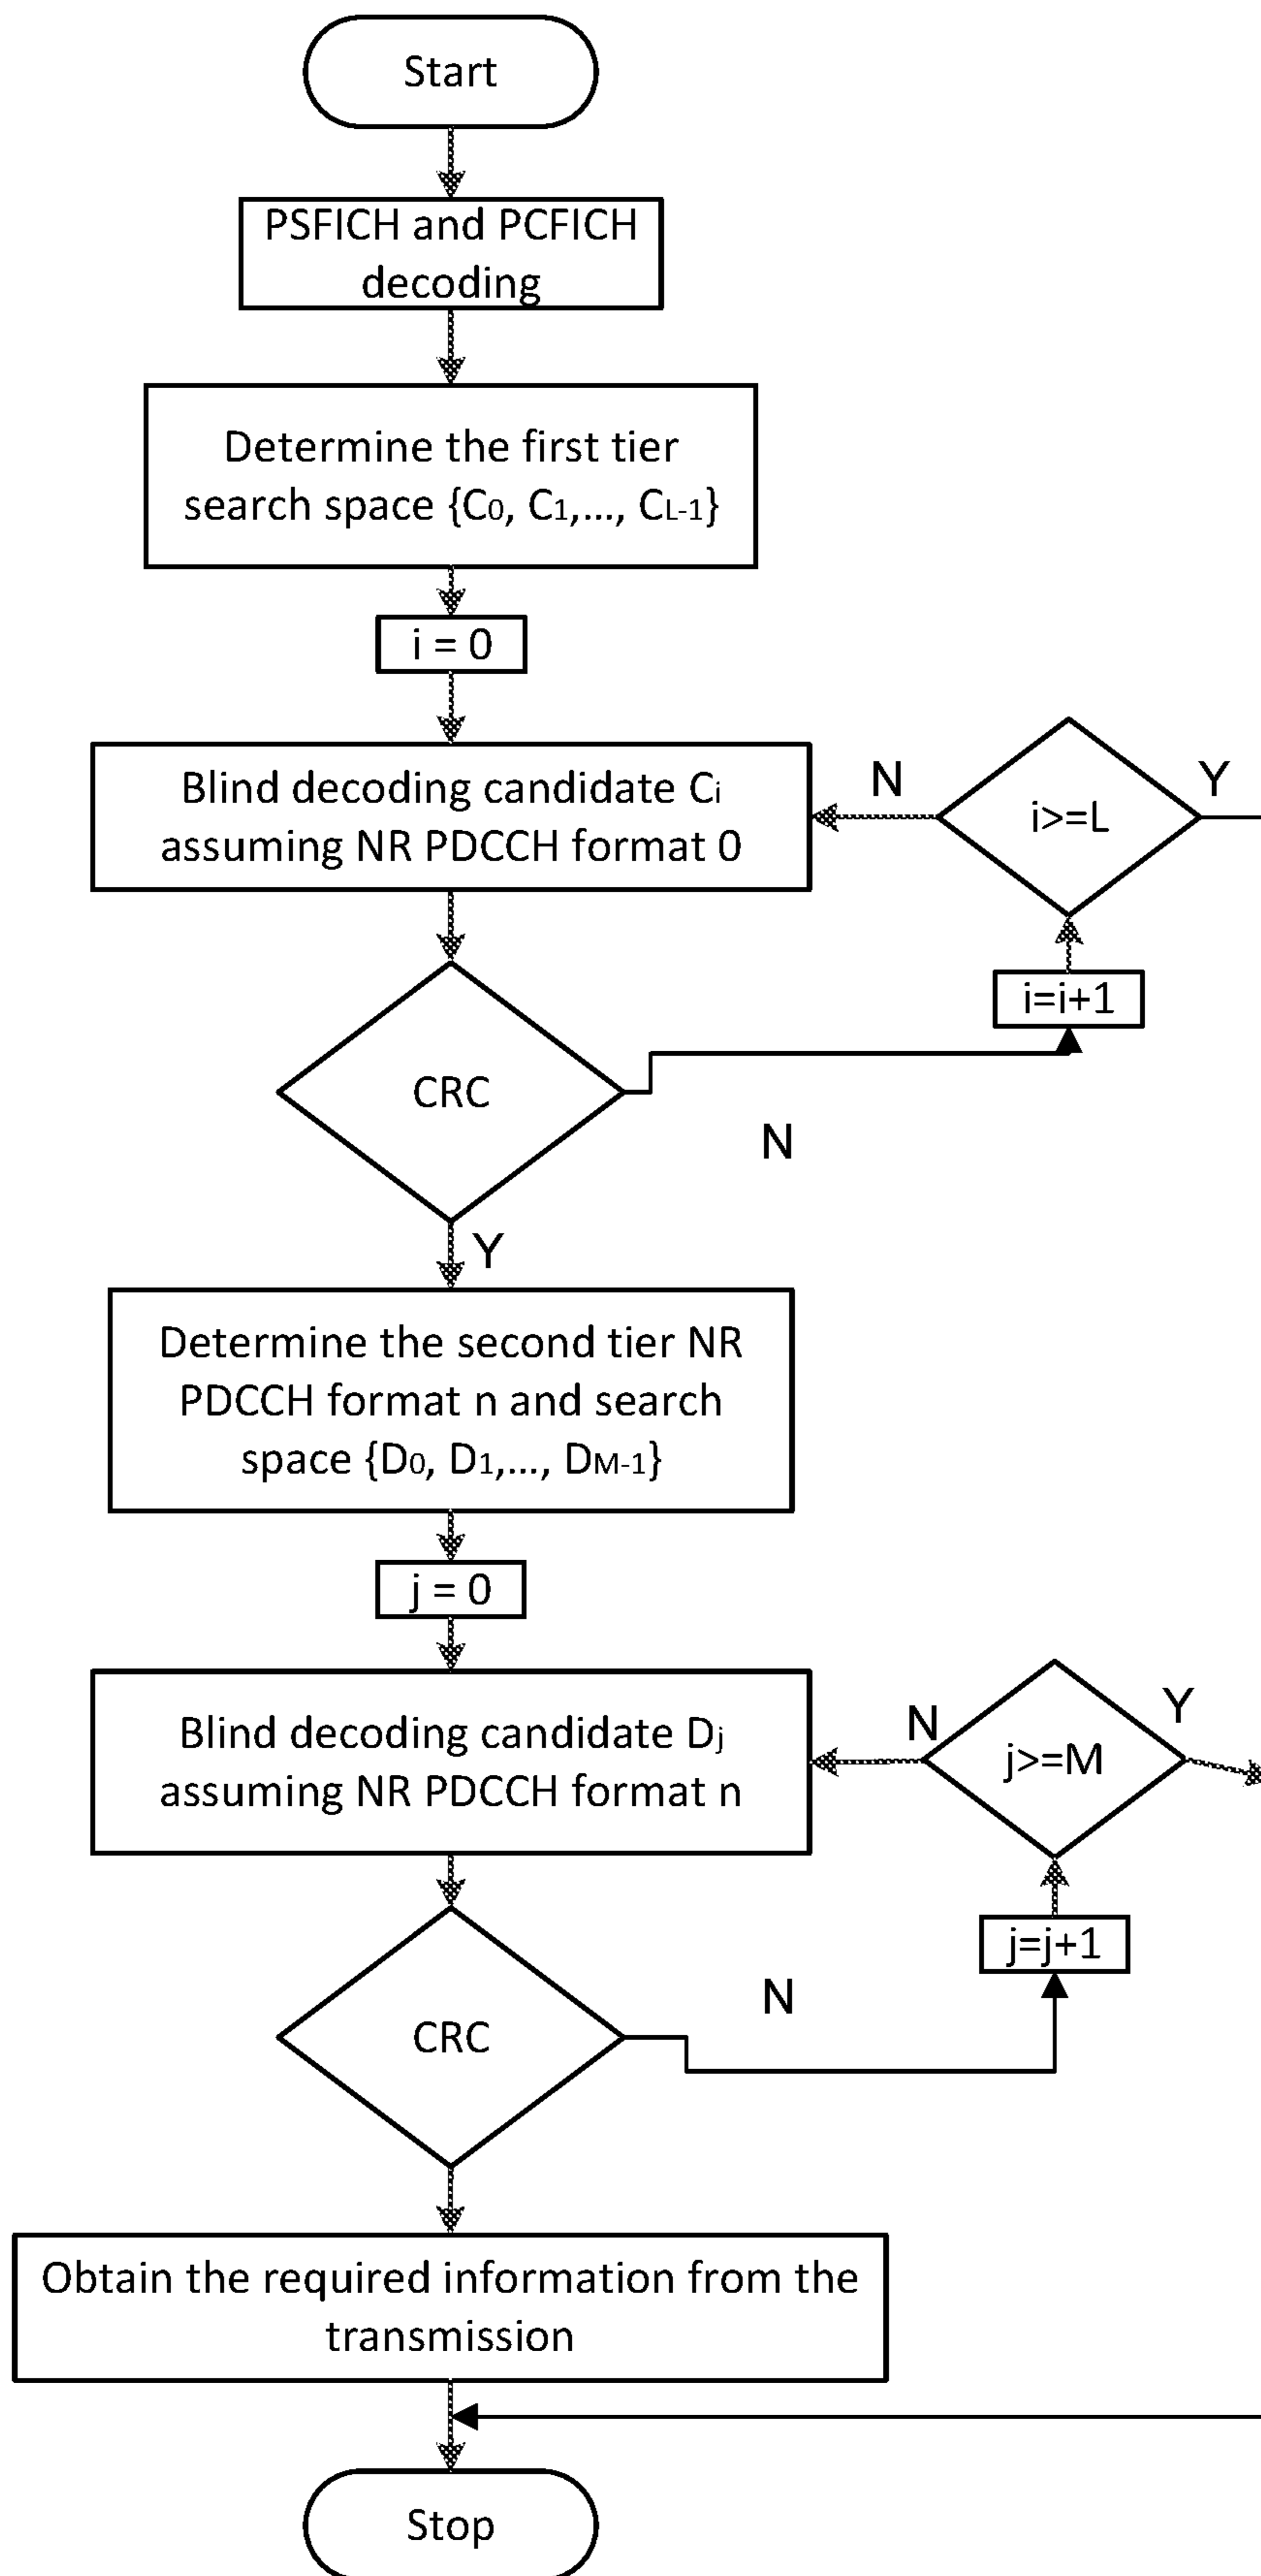 Start
PSFICH and PCFICH
decoding
Determine the first tier
search space {C0, C1,..., CL-1}
i = 0
Blind decoding candidate Ci
assuming NR PDCCH format 0
N
i>=L
Y
i=i+1
CRC
N
Y
Determine the second tier NR
PDCCH format n and search
space {D0, D1,..., DM-1}
j = 0
Blind decoding candidate Dj
assuming NR PDCCH format n
N
j>=M
Y
j=j+1
CRC
N
Obtain the required information from the
transmission
Stop